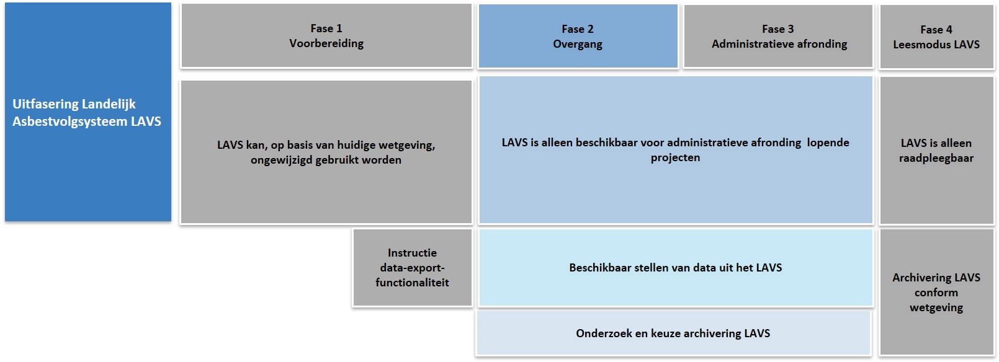 Uitfasering Landelijk
Asbestvolgsysteem LAVS
Fase 1
Voorbereiding
Fase 2
Overgang
Fase 3
Administratieve afronding
Fase 4
Leesmodus LAVS
LAVS kan, op basis van huidige wetgeving,
ongewijzigd gebruikt worden
LAVS is alleen beschikbaar voor administratieve afronding lopende
projecten
LAVS is alleen
raadpleegbaar
Instructie
data-export-
functionaliteit
Beschikbaar stellen van data uit het LAVS
Archivering LAVS
conform
wetgeving
Onderzoek en keuze archivering LAVS